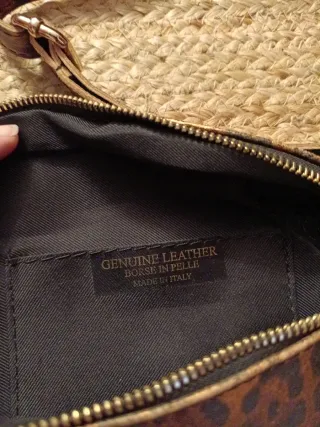 GENUINE LEATHER
BORSE IN PELLE
MADE IN ITALY